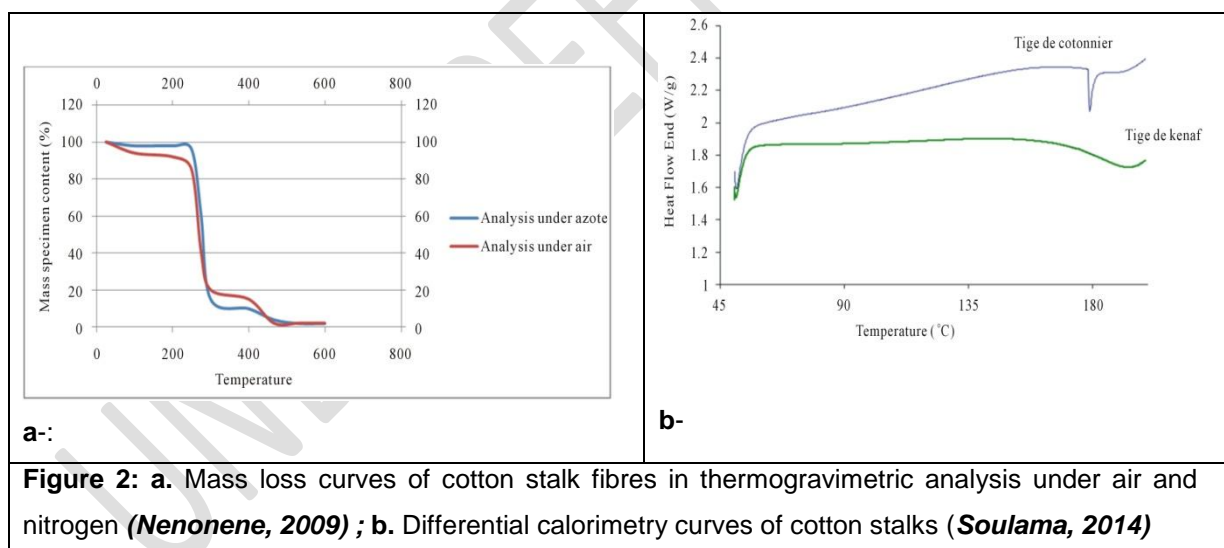 0 200 400 600 800
120 120
100 100
80 80
60 60
40 40
20 20
0 0
0 200 400 600 800
Mass specimen content (%)
Temperature
Analysis under azote
Analysis under air
a-:
2.6
2.4
2.2
2
1.8
1.6
1.4
1.2
1
45 90 135 180
Heat Flow End (W/g)
Temperature (°C)
Tige de cotonnier
Tige de kenaf
b-
Figure 2: a. Mass loss curves of cotton stalk fibres in thermogravimetric analysis under air and
nitrogen (Nenonene, 2009) ; b. Differential calorimetry curves of cotton stalks (Soulama, 2014)